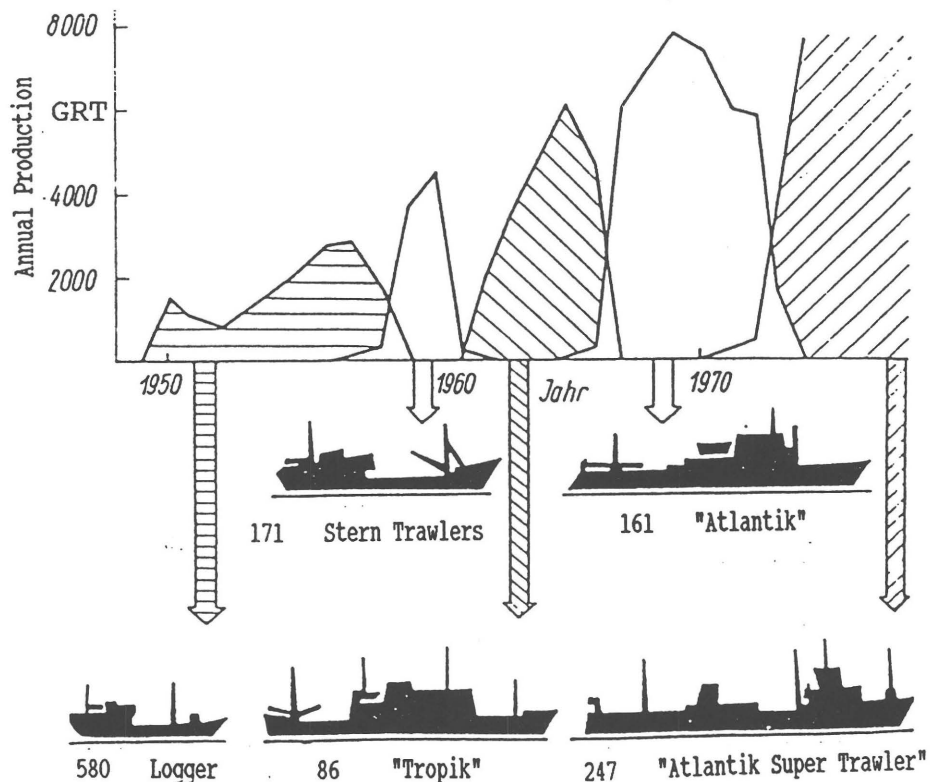 8000
GRT
4000
2000
Annual Production
1950
1960
Jahr
1970
171 Stern Trawlers
161 "Atlantik"
580 Logger
86 "Tropik"
247 "Atlantik Super Trawler"